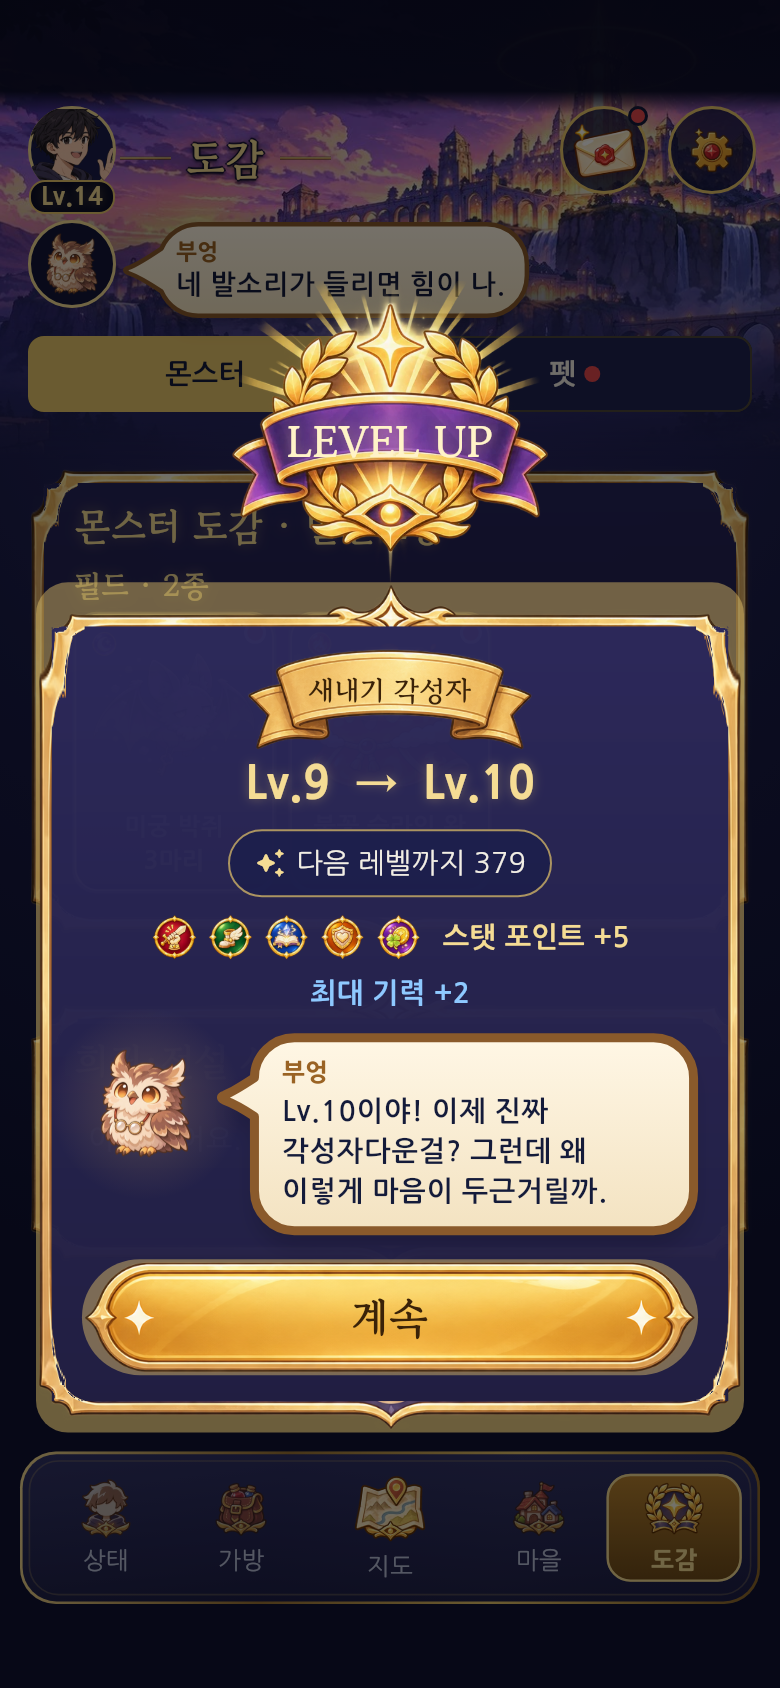 도감
Lv.14
부엉
네 발소리가 들리면 힘이 나.
몬스터
펫
LEVEL UP
몬스터 도감 ·
필드 · 2종
새내기 각성자
Lv.9 → Lv.10
다음 레벨까지 379
스탯 포인트 +5
최대 기력 +2
부엉
Lv.10이야! 이제 진짜
각성자다운걸? 그런데 왜
이렇게 마음이 두근거릴까.
계속
상태
가방
지도
마을
도감